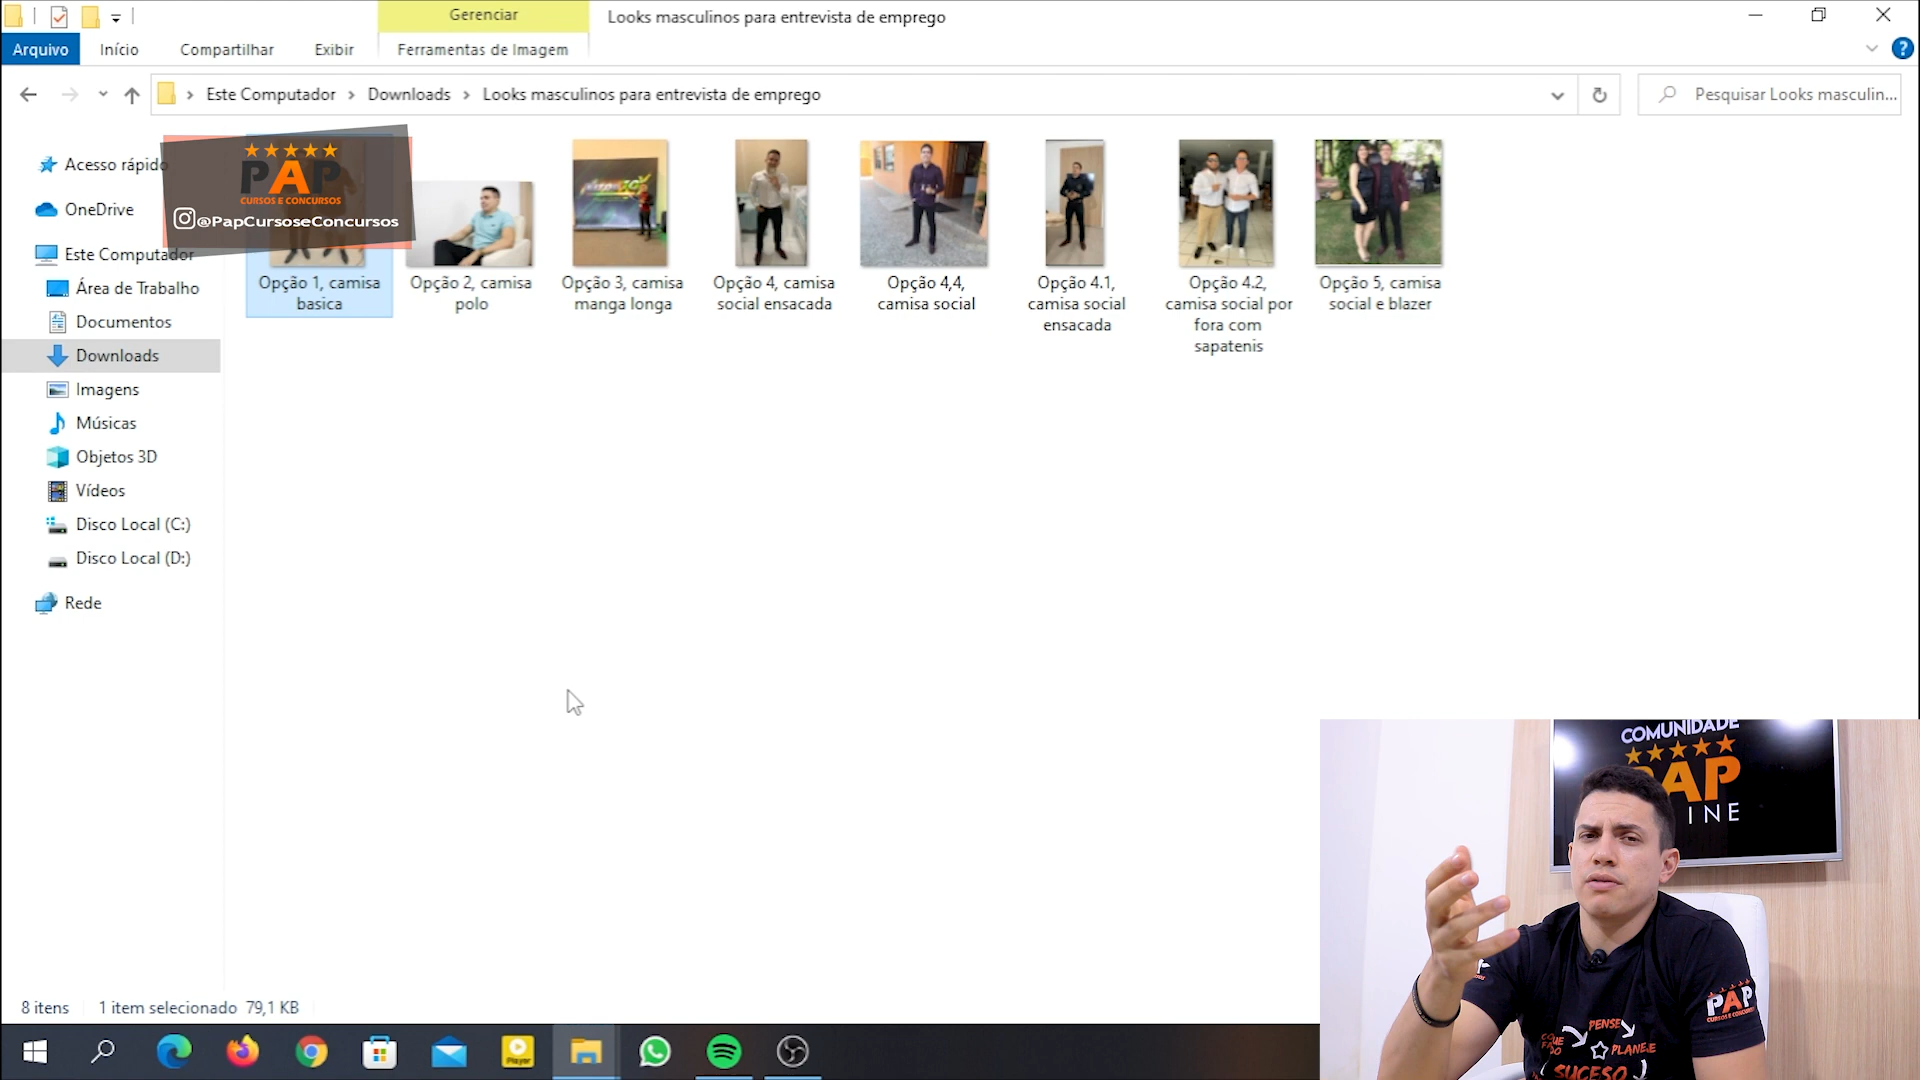 Gerenciar
Looks masculinos para entrevista de emprego
Arquivo
Início
Compartilhar
Exibir
Ferramentas de Imagem
Este Computador
Downloads
Looks masculinos para entrevista de emprego
Pesquisar Looks masculin...
Acesso rápido
OneDrive
Este Computador
Área de Trabalho
Documentos
Downloads
Imagens
Músicas
Objetos 3D
Vídeos
Disco Local (C:)
Disco Local (D:)
Rede
PAP
CURSOS E CONCURSOS
@PapCursoseConcursos
Opção 1, camisa
basica
Opção 2, camisa
polo
Opção 3, camisa
manga longa
Opção 4, camisa
social ensacada
Opção 4,4,
camisa social
Opção 4.1,
camisa social
ensacada
Opção 4.2,
camisa social por
fora com
sapatenis
Opção 5, camisa
social e blazer
8 itens
1 item selecionado 79,1 KB
Player
COMUNIDADE
PAP
INE
PAP
CURSOS E CONCURSOS
PENSE
PLANEJE
SUCESO